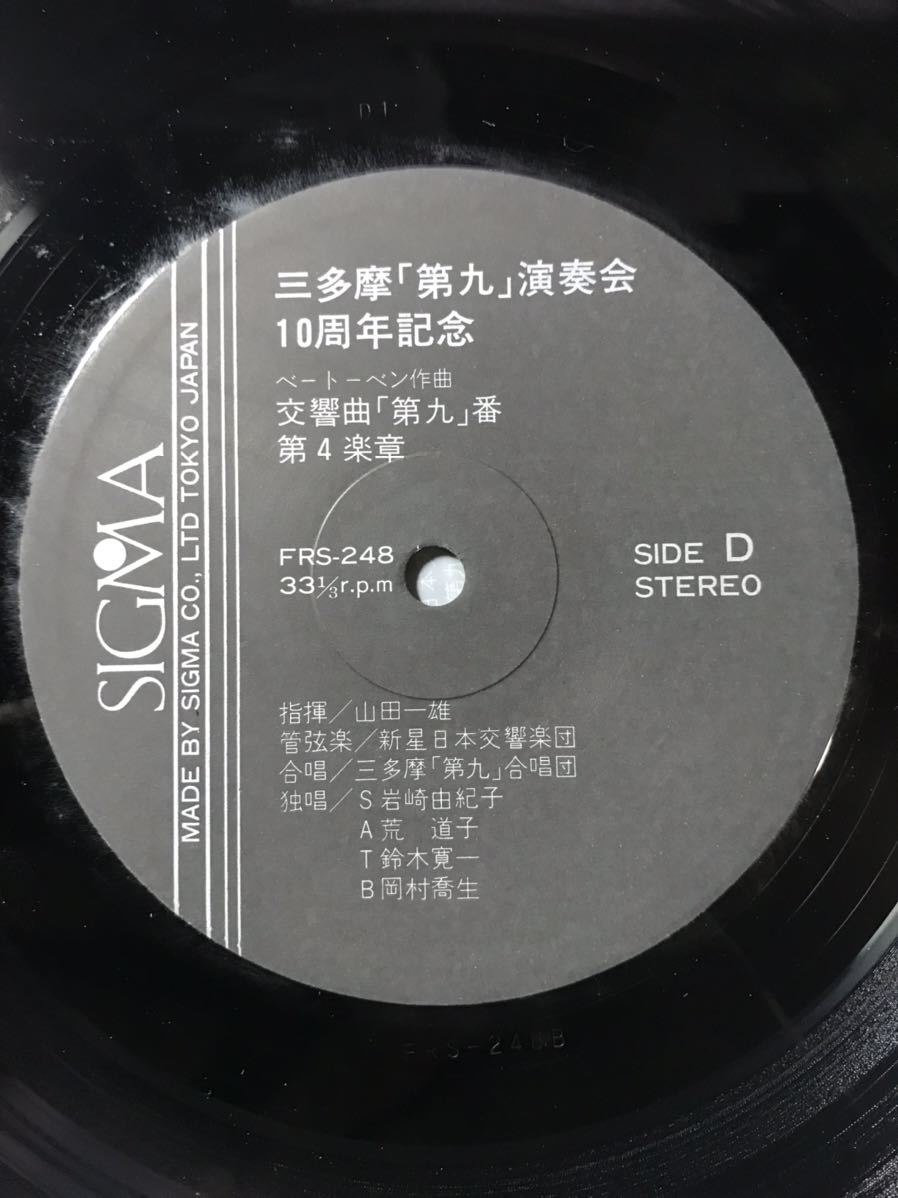 D1
三多摩「第九」演奏会
10周年記念
ベートーベン作曲
交響曲「第九」番
第4楽章
SIGMA
MADE BY SIGMA CO., LTD TOKYO JAPAN
FRS-248
33⅓r.p.m
SIDE D
STEREO
指揮/山田一雄
管弦楽/新星日本交響楽団
合唱/三多摩「第九」合唱団
独唱/S岩崎由紀子
A荒 道子
T鈴木寛一
B岡村喬生